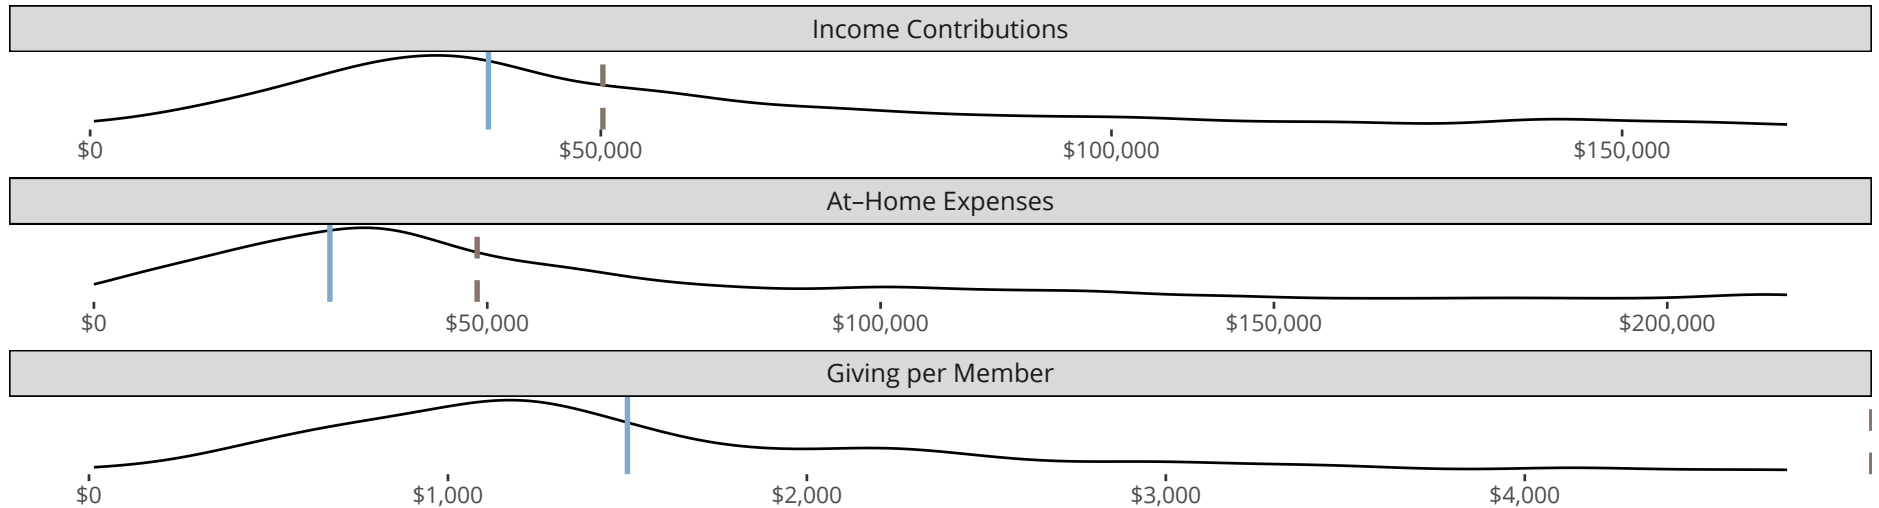 Income Contributions
$0 $50,000 $100,000 $150,000
At–Home Expenses
$0 $50,000 $100,000 $150,000 $200,000
Giving per Member
$0 $1,000 $2,000 $3,000 $4,000